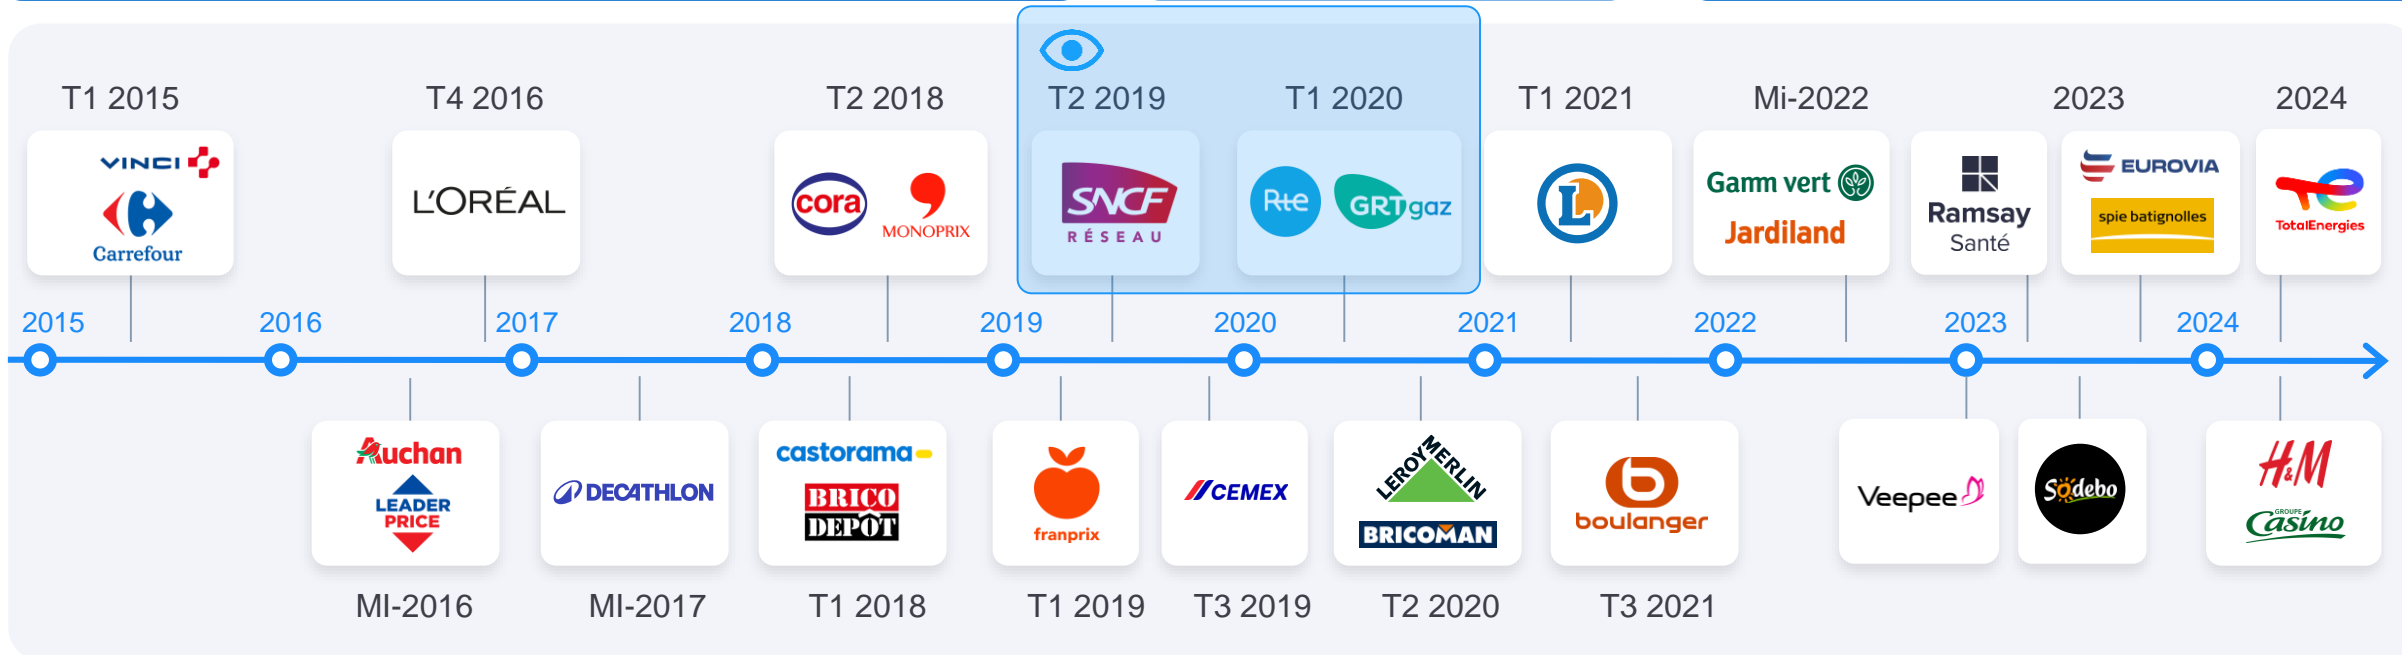 T1 2015
T4 2016
T2 2018
T2 2019
T1 2020
T1 2021
Mi-2022
2023
2024
VINCI
Carrefour
L'ORÉAL
cora
MONOPRIX
SNCF
RÉSEAU
Rte
GRTgaz
L
Gamm vert
Jardiland
Ramsay
Santé
EUROVIA
spie batignolles
TotalEnergies
2015
2016
2017
2018
2019
2020
2021
2022
2023
2024
Auchan
LEADER
PRICE
DECATHLON
castorama
BRICO
DEPÔT
franprix
CEMEX
LEROY MERLIN
BRICOMAN
b
boulanger
Veepee
Sodebo
H&M
GROUPE
Casino
MI-2016
MI-2017
T1 2018
T1 2019
T3 2019
T2 2020
T3 2021